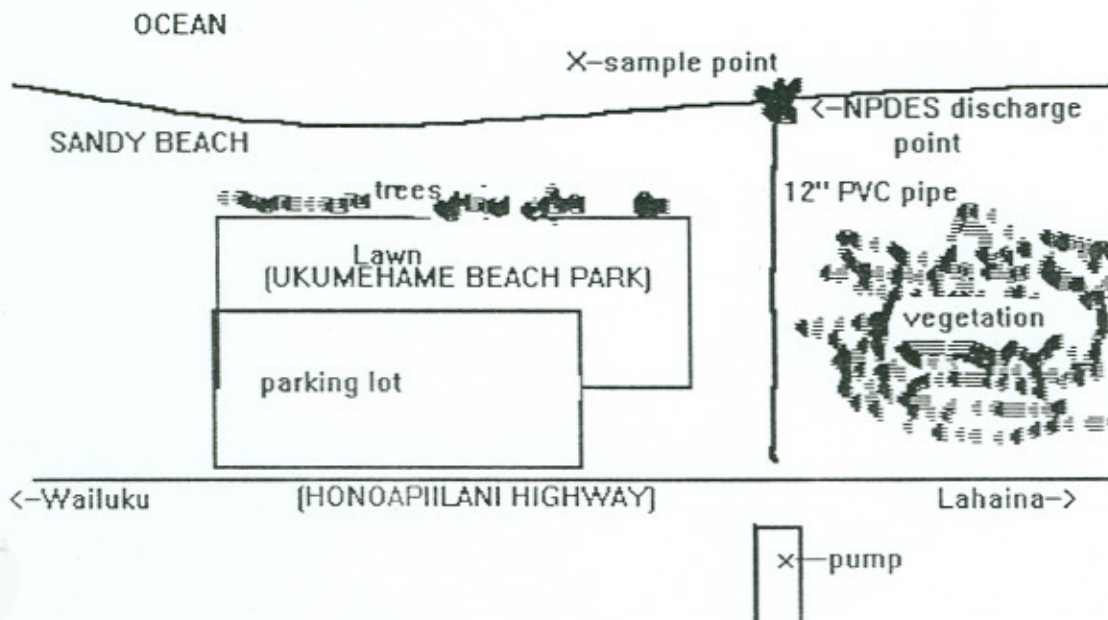 OCEAN
X-sample point
<-NPDES discharge
point
SANDY BEACH
trees
12" PVC pipe
Lawn
(UKUMEHAME BEACH PARK)
vegetation
parking lot
<-Wailuku
(HONOAPIILANI HIGHWAY)
Lahaina->
x-pump